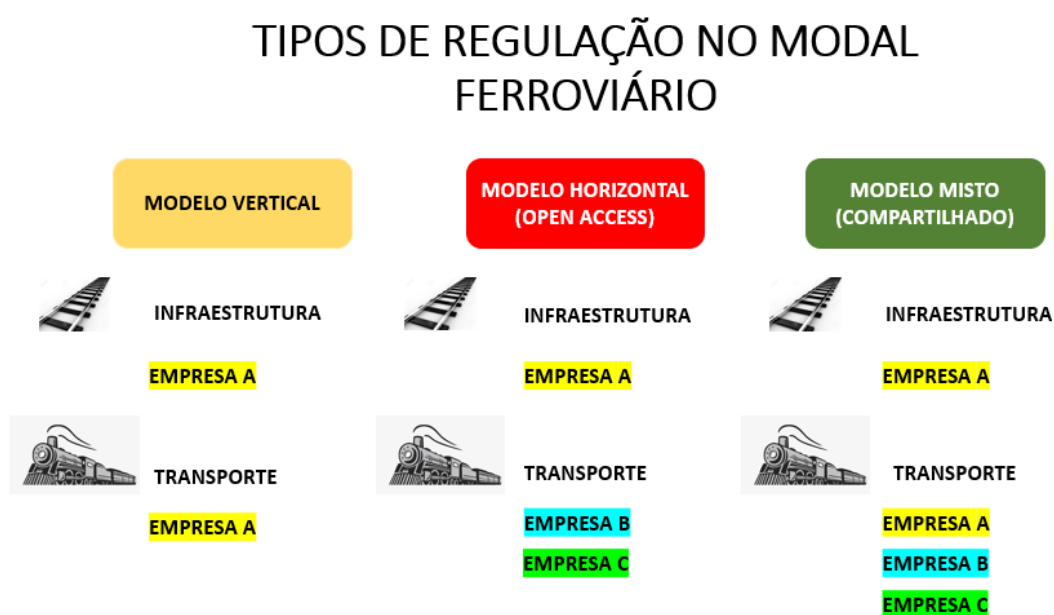 TIPOS DE REGULAÇÃO NO MODAL
FERROVIÁRIO
MODELO VERTICAL
INFRAESTRUTURA
EMPRESA A
TRANSPORTE
EMPRESA A
MODELO HORIZONTAL
(OPEN ACCESS)
INFRAESTRUTURA
EMPRESA A
TRANSPORTE
EMPRESA B
EMPRESA C
MODELO MISTO
(COMPARTILHADO)
INFRAESTRUTURA
EMPRESA A
TRANSPORTE
EMPRESA A
EMPRESA B
EMPRESA C